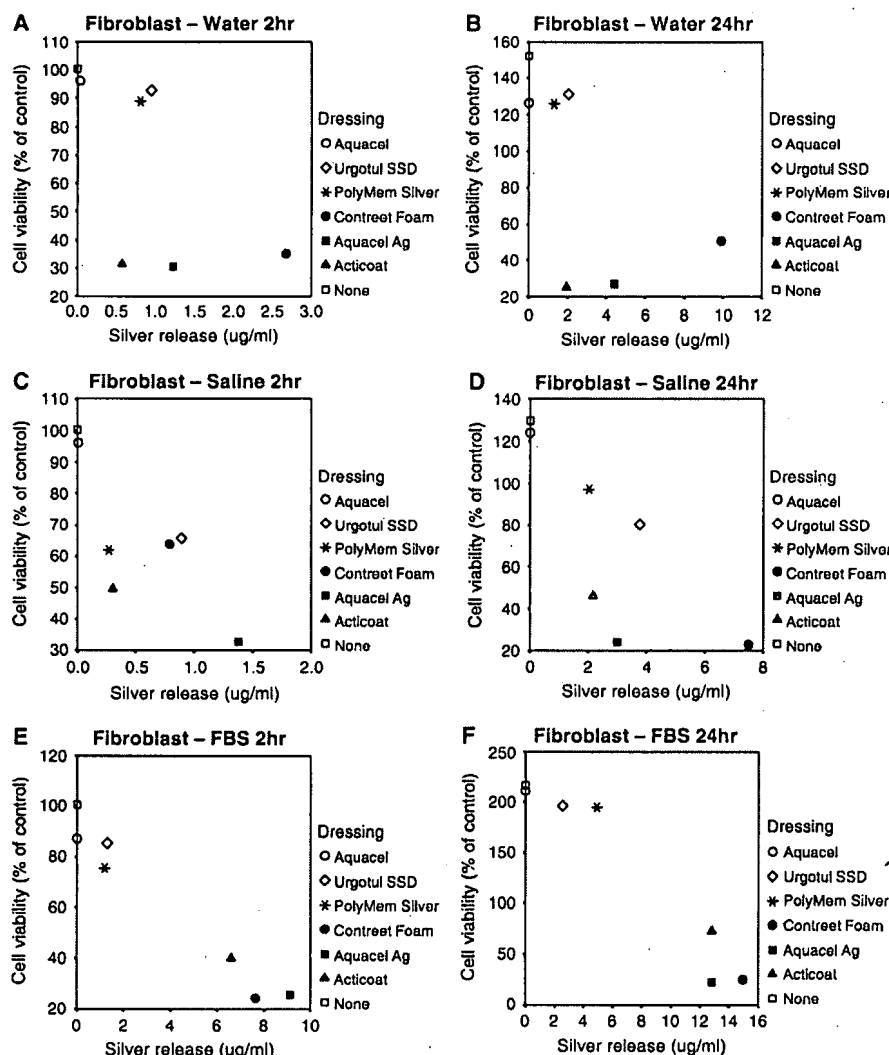 A Fibroblast – Water 2hr
Cell viability (% of control)
110
100
90
80
70
60
50
40
30
20
0.0 0.5 1.0 1.5 2.0 2.5 3.0
Silver release (ug/ml)
Dressing
Aquacel
Urgotul SSD
PolyMem Silver
Contreet Foam
Aquacel Ag
Acticoat
None
B Fibroblast – Water 24hr
Cell viability (% of control)
160
140
120
100
80
60
40
20
0 2 4 6 8 10 12
Silver release (ug/ml)
Dressing
Aquacel
Urgotul SSD
PolyMem Silver
Contreet Foam
Aquacel Ag
Acticoat
None
C Fibroblast – Saline 2hr
Cell viability (% of control)
110
100
90
80
70
60
50
40
30
0.0 0.5 1.0 1.5 2.0
Silver release (ug/ml)
Dressing
Aquacel
Urgotul SSD
PolyMem Silver
Contreet Foam
Aquacel Ag
Acticoat
None
D Fibroblast – Saline 24hr
Cell viability (% of control)
140
120
100
80
60
40
20
0 2 4 6 8
Silver release (ug/ml)
Dressing
Aquacel
Urgotul SSD
PolyMem Silver
Contreet Foam
Aquacel Ag
Acticoat
None
E Fibroblast – FBS 2hr
Cell viability (% of control)
120
100
80
60
40
20
0 2 4 6 8 10
Silver release (ug/ml)
Dressing
Aquacel
Urgotul SSD
PolyMem Silver
Contreet Foam
Aquacel Ag
Acticoat
None
F Fibroblast – FBS 24hr
Cell viability (% of control)
250
200
150
100
50
0
0 2 4 6 8 10 12 14 16
Silver release (ug/ml)
Dressing
Aquacel
Urgotul SSD
PolyMem Silver
Contreet Foam
Aquacel Ag
Acticoat
None